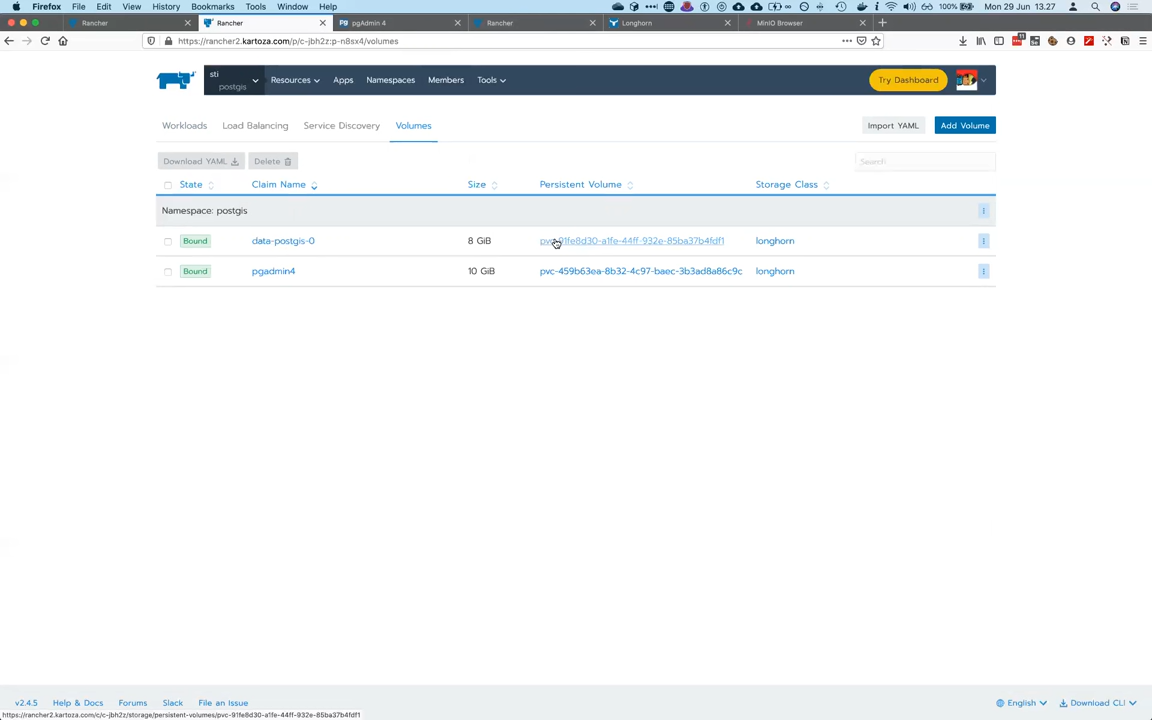 Firefox File Edit View History Bookmarks Tools Window Help 100% Mon 29 Jun 13.27
Rancher Rancher pgAdmin 4 Rancher Longhorn MinIO Browser
https://rancher2.kartoza.com/p/c-jbh2z:p-n8sx4/volumes
sti
postgis
Resources Apps Namespaces Members Tools Try Dashboard
Workloads Load Balancing Service Discovery Volumes Import YAML Add Volume
Download YAML Delete Search
State Claim Name Size Persistent Volume Storage Class
Namespace: postgis
Bound data-postgis-0 8 GiB pvc-91fe8d30-a1fe-44ff-932e-85ba37b4fdf1 longhorn
Bound pgadmin4 10 GiB pvc-459b63ea-8b32-4c97-baec-3b3ad8a86c9c longhorn
v2.4.5 Help & Docs Forums Slack File an Issue English Download CLI
https://rancher2.kartoza.com/c/c-jbh2z/storage/persistent-volumes/pvc-91fe8d30-a1fe-44ff-932e-85ba37b4fdf1